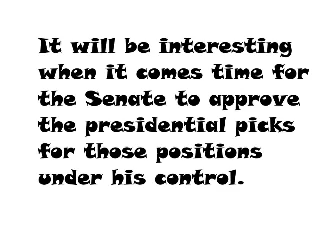 It will be interesting
when it comes time for
the Senate to approve
the presidential picks
for those positions
under his control.